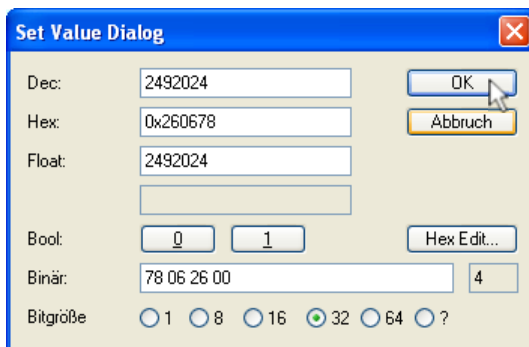 Set Value Dialog
Dec: 2492024 OK
Hex: 0x260678 Abbruch
Float: 2492024
Bool: 0 1 Hex Edit...
Binär: 78 06 26 00 4
Bitgröße 1 8 16 32 64 ?